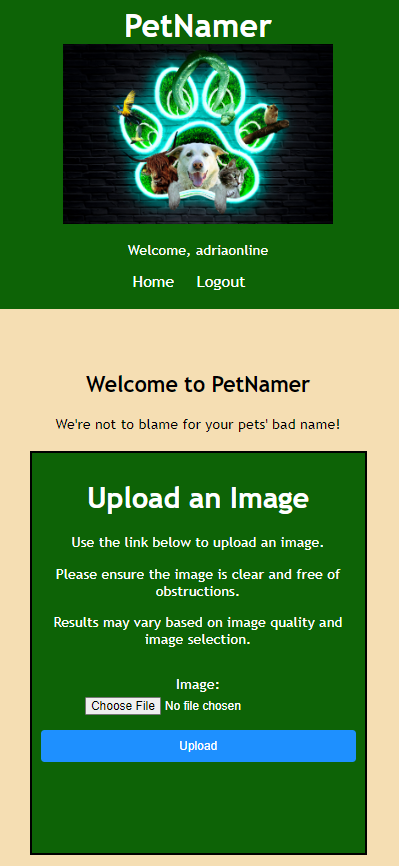 PetNamer
Welcome, adriaonline
Home Logout
Welcome to PetNamer
We're not to blame for your pets' bad name!
Upload an Image
Use the link below to upload an image.
Please ensure the image is clear and free of
obstructions.
Results may vary based on image quality and
image selection.
Image:
Choose File No file chosen
Upload